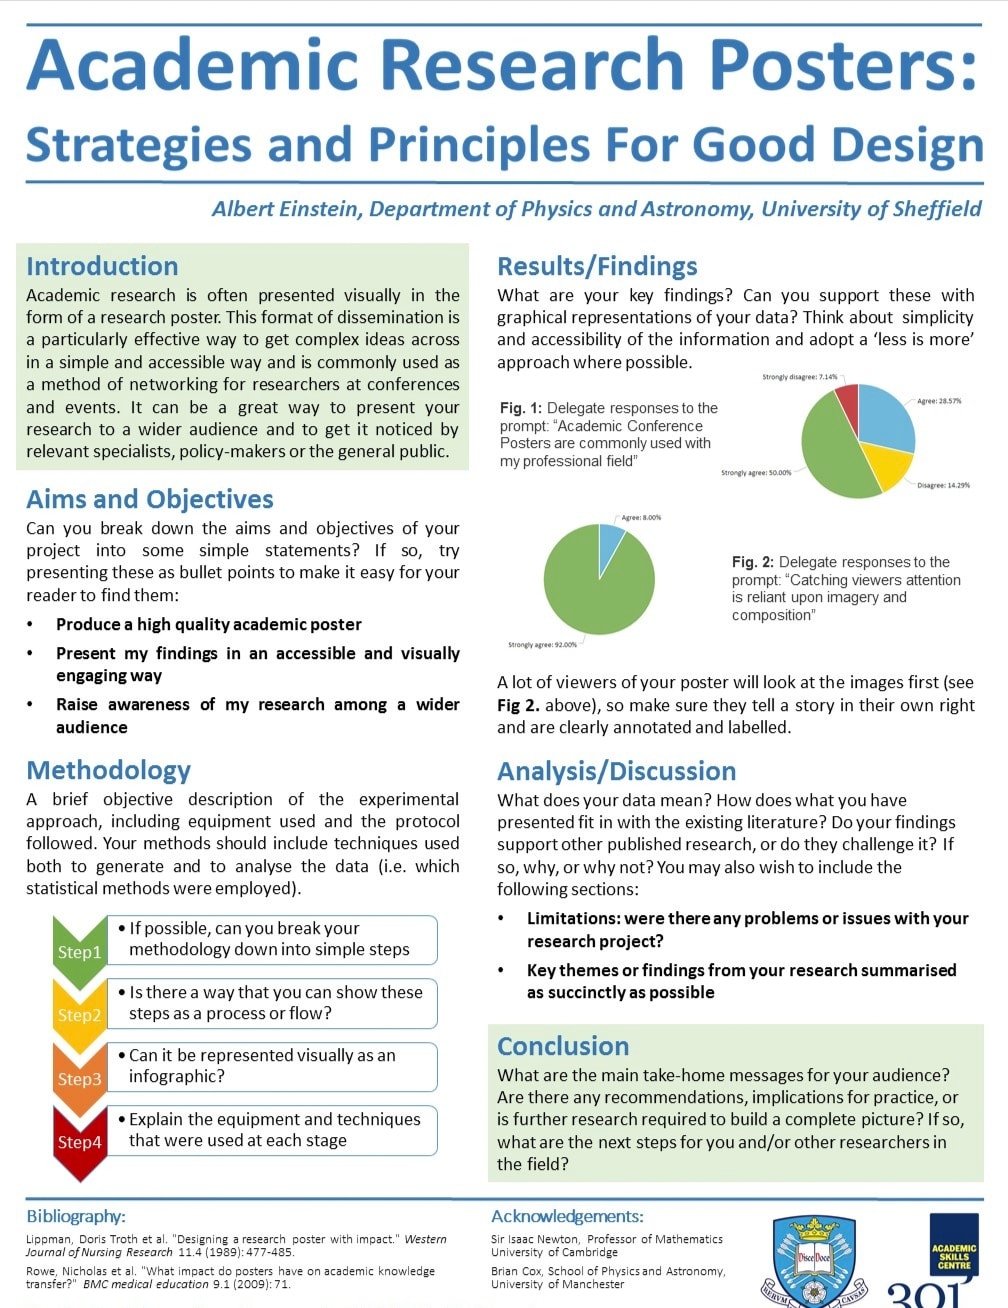 Academic Research Posters:
Strategies and Principles For Good Design
Albert Einstein, Department of Physics and Astronomy, University of Sheffield
Introduction
Academic research is often presented visually in the
form of a research poster. This format of dissemination is
a particularly effective way to get complex ideas across
in a simple and accessible way and is commonly used as
a method of networking for researchers at conferences
and events. It can be a great way to present your
research to a wider audience and to get it noticed by
relevant specialists, policy-makers or the general public.
Aims and Objectives
Can you break down the aims and objectives of your
project into some simple statements? If so, try
presenting these as bullet points to make it easy for your
reader to find them:
• Produce a high quality academic poster
• Present my findings in an accessible and visually
engaging way
• Raise awareness of my research among a wider
audience
Methodology
A brief objective description of the experimental
approach, including equipment used and the protocol
followed. Your methods should include techniques used
both to generate and to analyse the data (i.e. which
statistical methods were employed).
Step1
• If possible, can you break your
methodology down into simple steps
Step2
• Is there a way that you can show these
steps as a process or flow?
Step3
• Can it be represented visually as an
infographic?
Step4
• Explain the equipment and techniques
that were used at each stage
Results/Findings
What are your key findings? Can you support these with
graphical representations of your data? Think about simplicity
and accessibility of the information and adopt a ‘less is more’
approach where possible.
Fig. 1: Delegate responses to the
prompt: “Academic Conference
Posters are commonly used with
my professional field”
Strongly disagree: 7.14%
Agree: 28.57%
Strongly agree: 50.00%
Disagree: 14.29%
Agree: 8.00%
Strongly agree: 92.00%
Fig. 2: Delegate responses to the
prompt: “Catching viewers attention
is reliant upon imagery and
composition”
A lot of viewers of your poster will look at the images first (see
Fig 2. above), so make sure they tell a story in their own right
and are clearly annotated and labelled.
Analysis/Discussion
What does your data mean? How does what you have
presented fit in with the existing literature? Do your findings
support other published research, or do they challenge it? If
so, why, or why not? You may also wish to include the
following sections:
• Limitations: were there any problems or issues with your
research project?
• Key themes or findings from your research summarised
as succinctly as possible
Conclusion
What are the main take-home messages for your audience?
Are there any recommendations, implications for practice, or
is further research required to build a complete picture? If so,
what are the next steps for you and/or other researchers in
the field?
Bibliography:
Lippman, Doris Troth et al. "Designing a research poster with impact." Western
Journal of Nursing Research 11.4 (1989): 477-485.
Rowe, Nicholas et al. "What impact do posters have on academic knowledge
transfer?" BMC medical education 9.1 (2009): 71.
Acknowledgements:
Sir Isaac Newton, Professor of Mathematics
University of Cambridge
Brian Cox, School of Physics and Astronomy,
University of Manchester
Disce Doce
RERVM CAVSAS
ACADEMIC
SKILLS
CENTRE
301